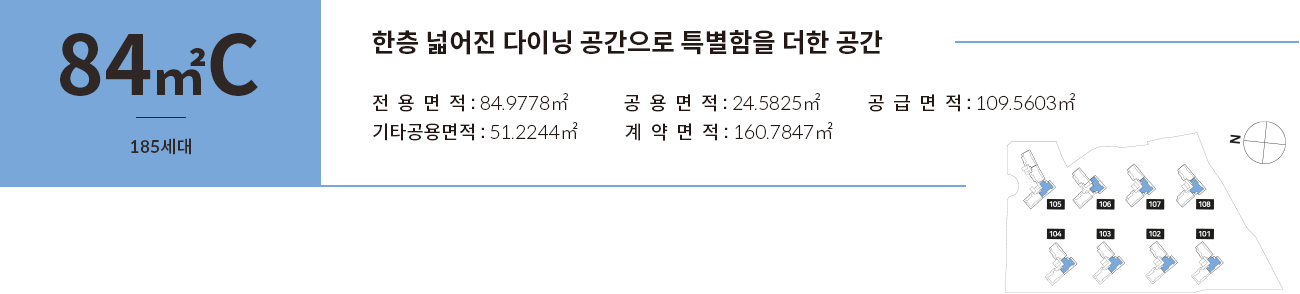 84㎡C
185세대
한층 넓어진 다이닝 공간으로 특별함을 더한 공간
전 용 면 적 : 84.9778㎡ 공 용 면 적 : 24.5825㎡ 공 급 면 적 : 109.5603㎡
기타공용면적 : 51.2244㎡ 계 약 면 적 : 160.7847㎡
N
105 106 107 108
104 103 102 101